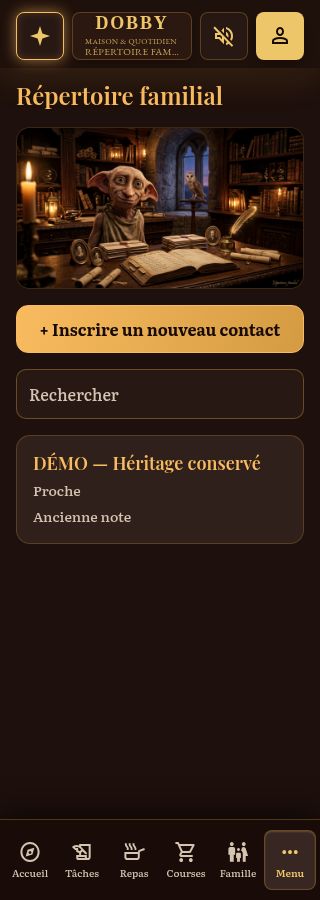 DOBBY
MAISON & QUOTIDIEN
RÉPERTOIRE FAM...
Répertoire familial
+ Inscrire un nouveau contact
Rechercher
DÉMO — Héritage conservé
Proche
Ancienne note
Accueil
Tâches
Repas
Courses
Famille
Menu